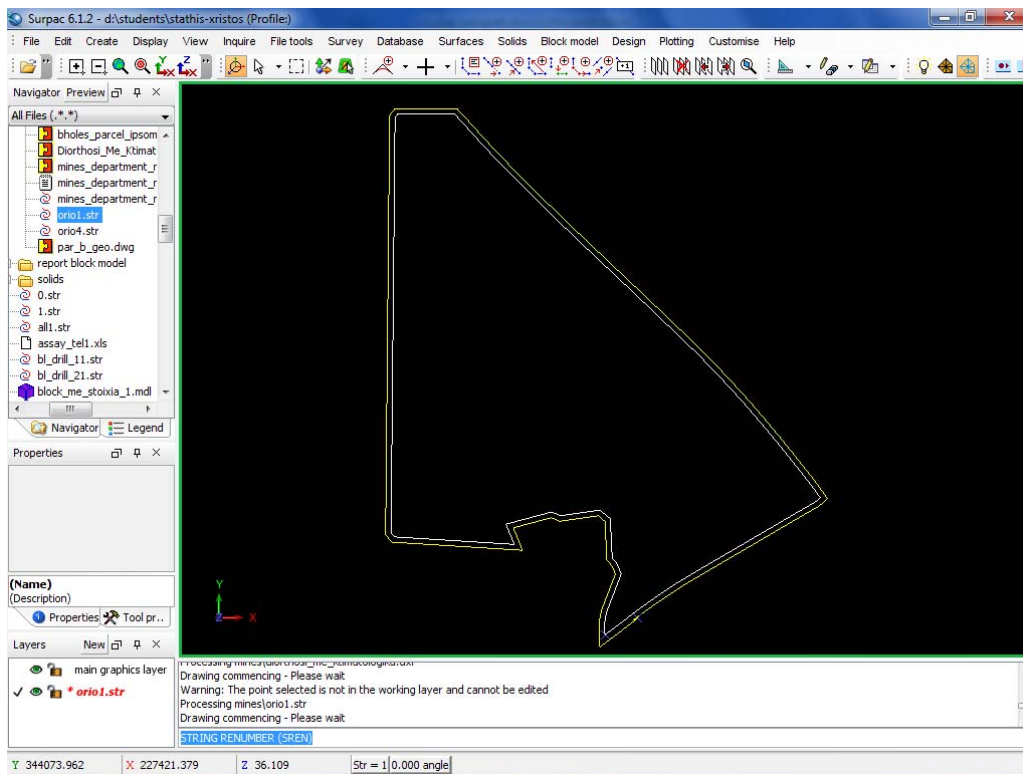 Surpac 6.1.2 - d:\students\stathis-xristos (Profile:)
File Edit Create Display View Inquire File tools Survey Database Surfaces Solids Block model Design Plotting Customise Help
Navigator Preview
All Files (.*.*)
bholes_parcel_ipsom
Diorthosi_Me_Ktimat
mines_department_r
mines_department_r
mines_department_r
orio1.str
orio4.str
par_b_geo.dwg
report block model
solids
0.str
1.str
all1.str
assay_tel1.xls
bl_drill_11.str
bl_drill_21.str
block_me_stoixia_1.mdl
Navigator Legend
Properties
(Name)
(Description)
Properties Tool pr..
Layers New
main graphics layer
* orio1.str
Y
Z X
Processing mines\diorthosi_me_ktimatologika.dxf
Drawing commencing - Please wait
Warning: The point selected is not in the working layer and cannot be edited
Processing mines\orio1.str
Drawing commencing - Please wait
STRING RENUMBER (SREN)
Y 344073.962 X 227421.379 Z 36.109 Str = 1 0.000 angle